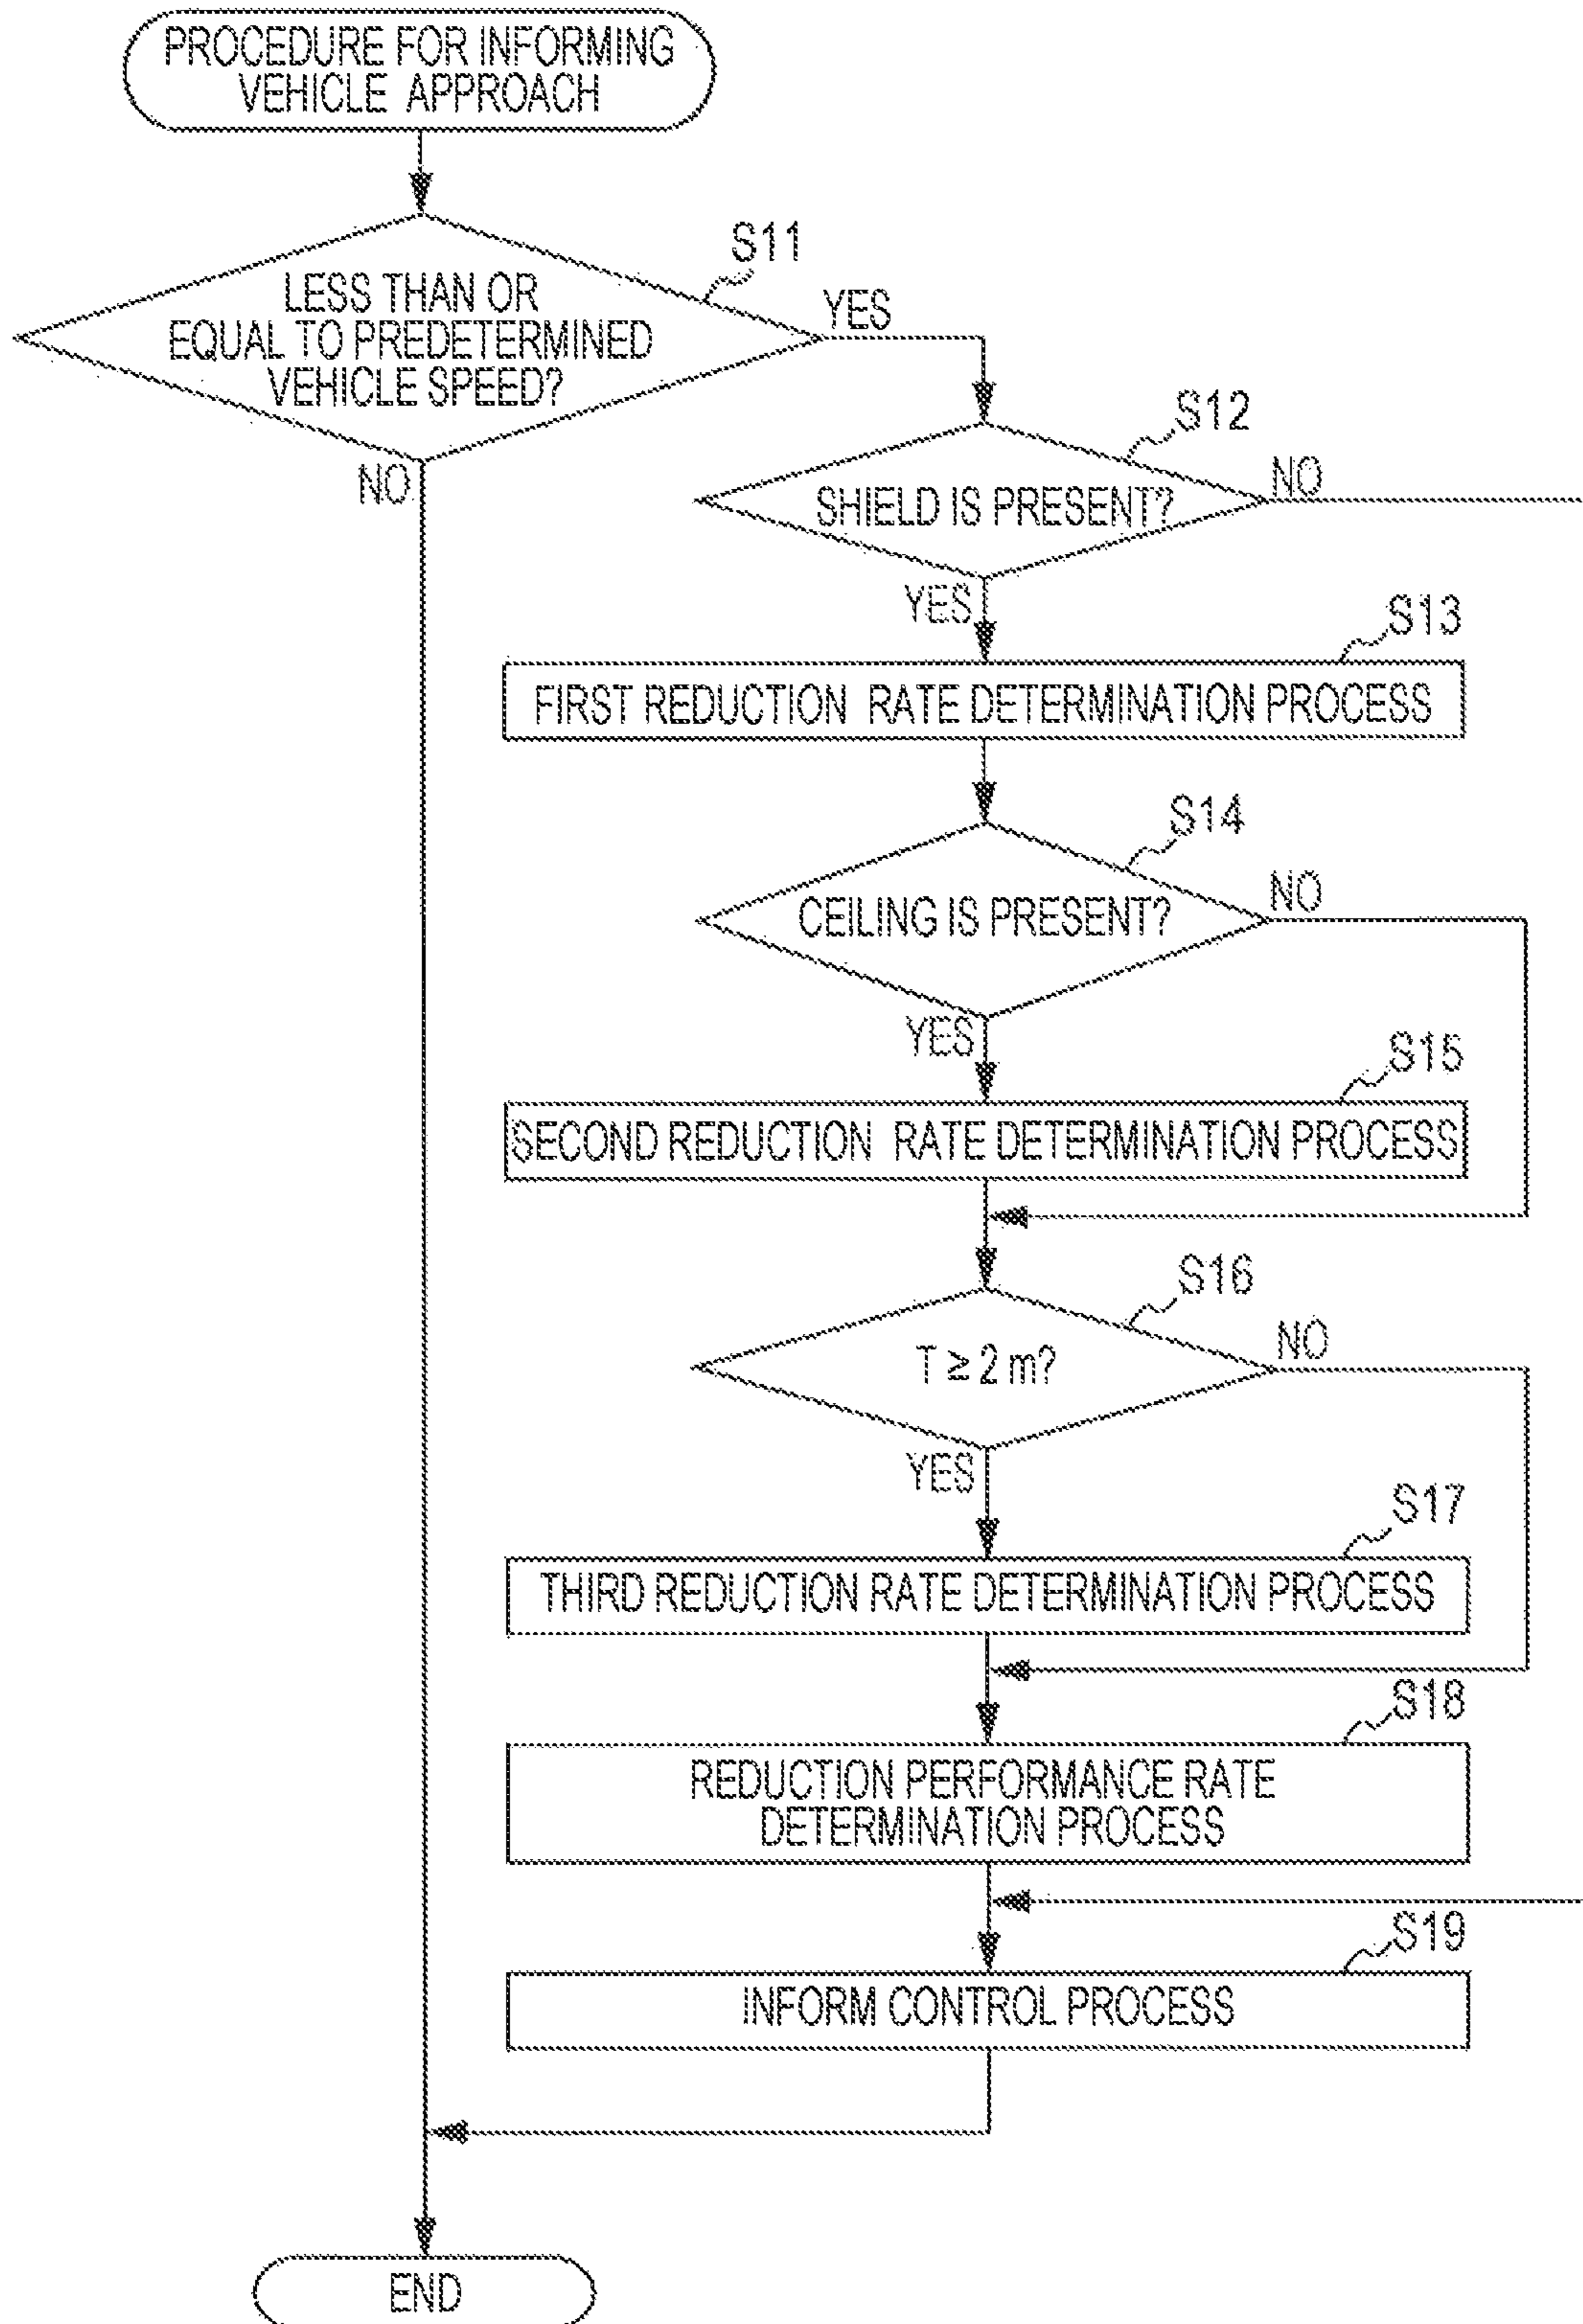 PROCEDURE FOR INFORMING
VEHICLE APPROACH
S11
LESS THAN OR
EQUAL TO PREDETERMINED
VEHICLE SPEED?
YES
NO
S12
SHIELD IS PRESENT?
NO
YES
S13
FIRST REDUCTION RATE DETERMINATION PROCESS
S14
CEILING IS PRESENT?
NO
YES
S15
SECOND REDUCTION RATE DETERMINATION PROCESS
S16
T ≥ 2 m?
NO
YES
S17
THIRD REDUCTION RATE DETERMINATION PROCESS
S18
REDUCTION PERFORMANCE RATE
DETERMINATION PROCESS
S19
INFORM CONTROL PROCESS
END